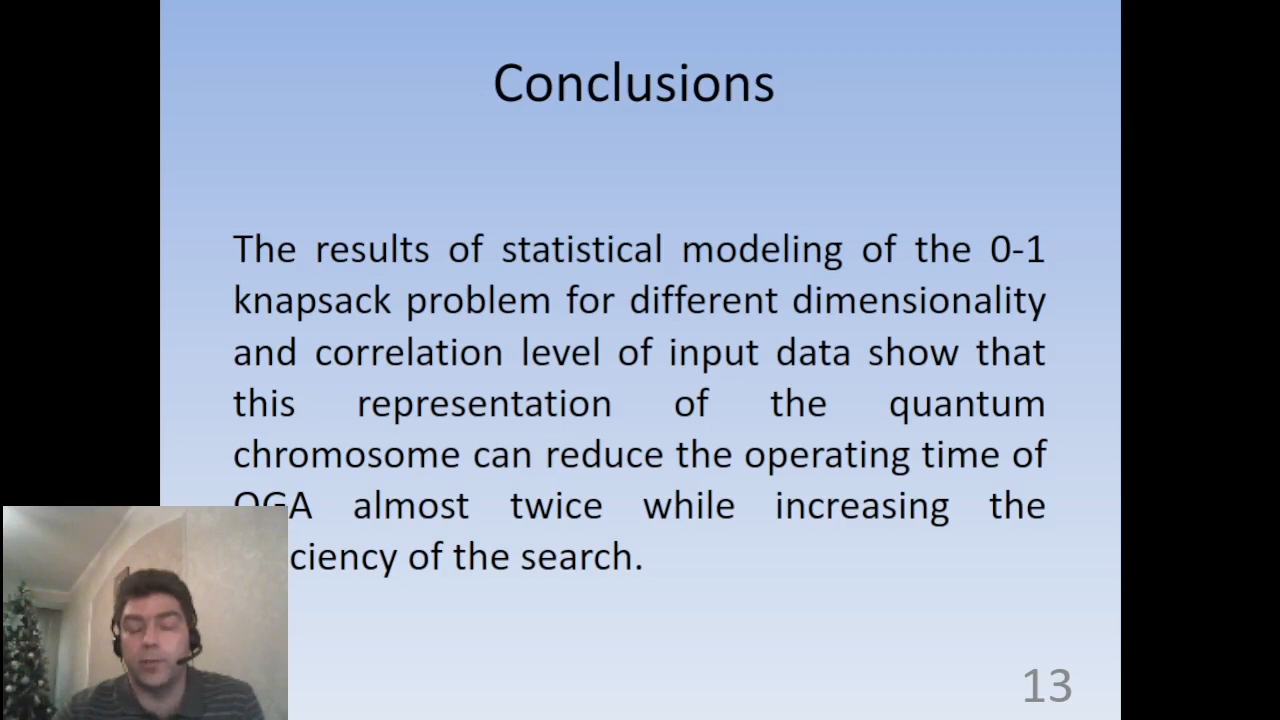 Conclusions
The results of statistical modeling of the 0-1
knapsack problem for different dimensionality
and correlation level of input data show that
this representation of the quantum
chromosome can reduce the operating time of
QGA almost twice while increasing the
ciency of the search.
13